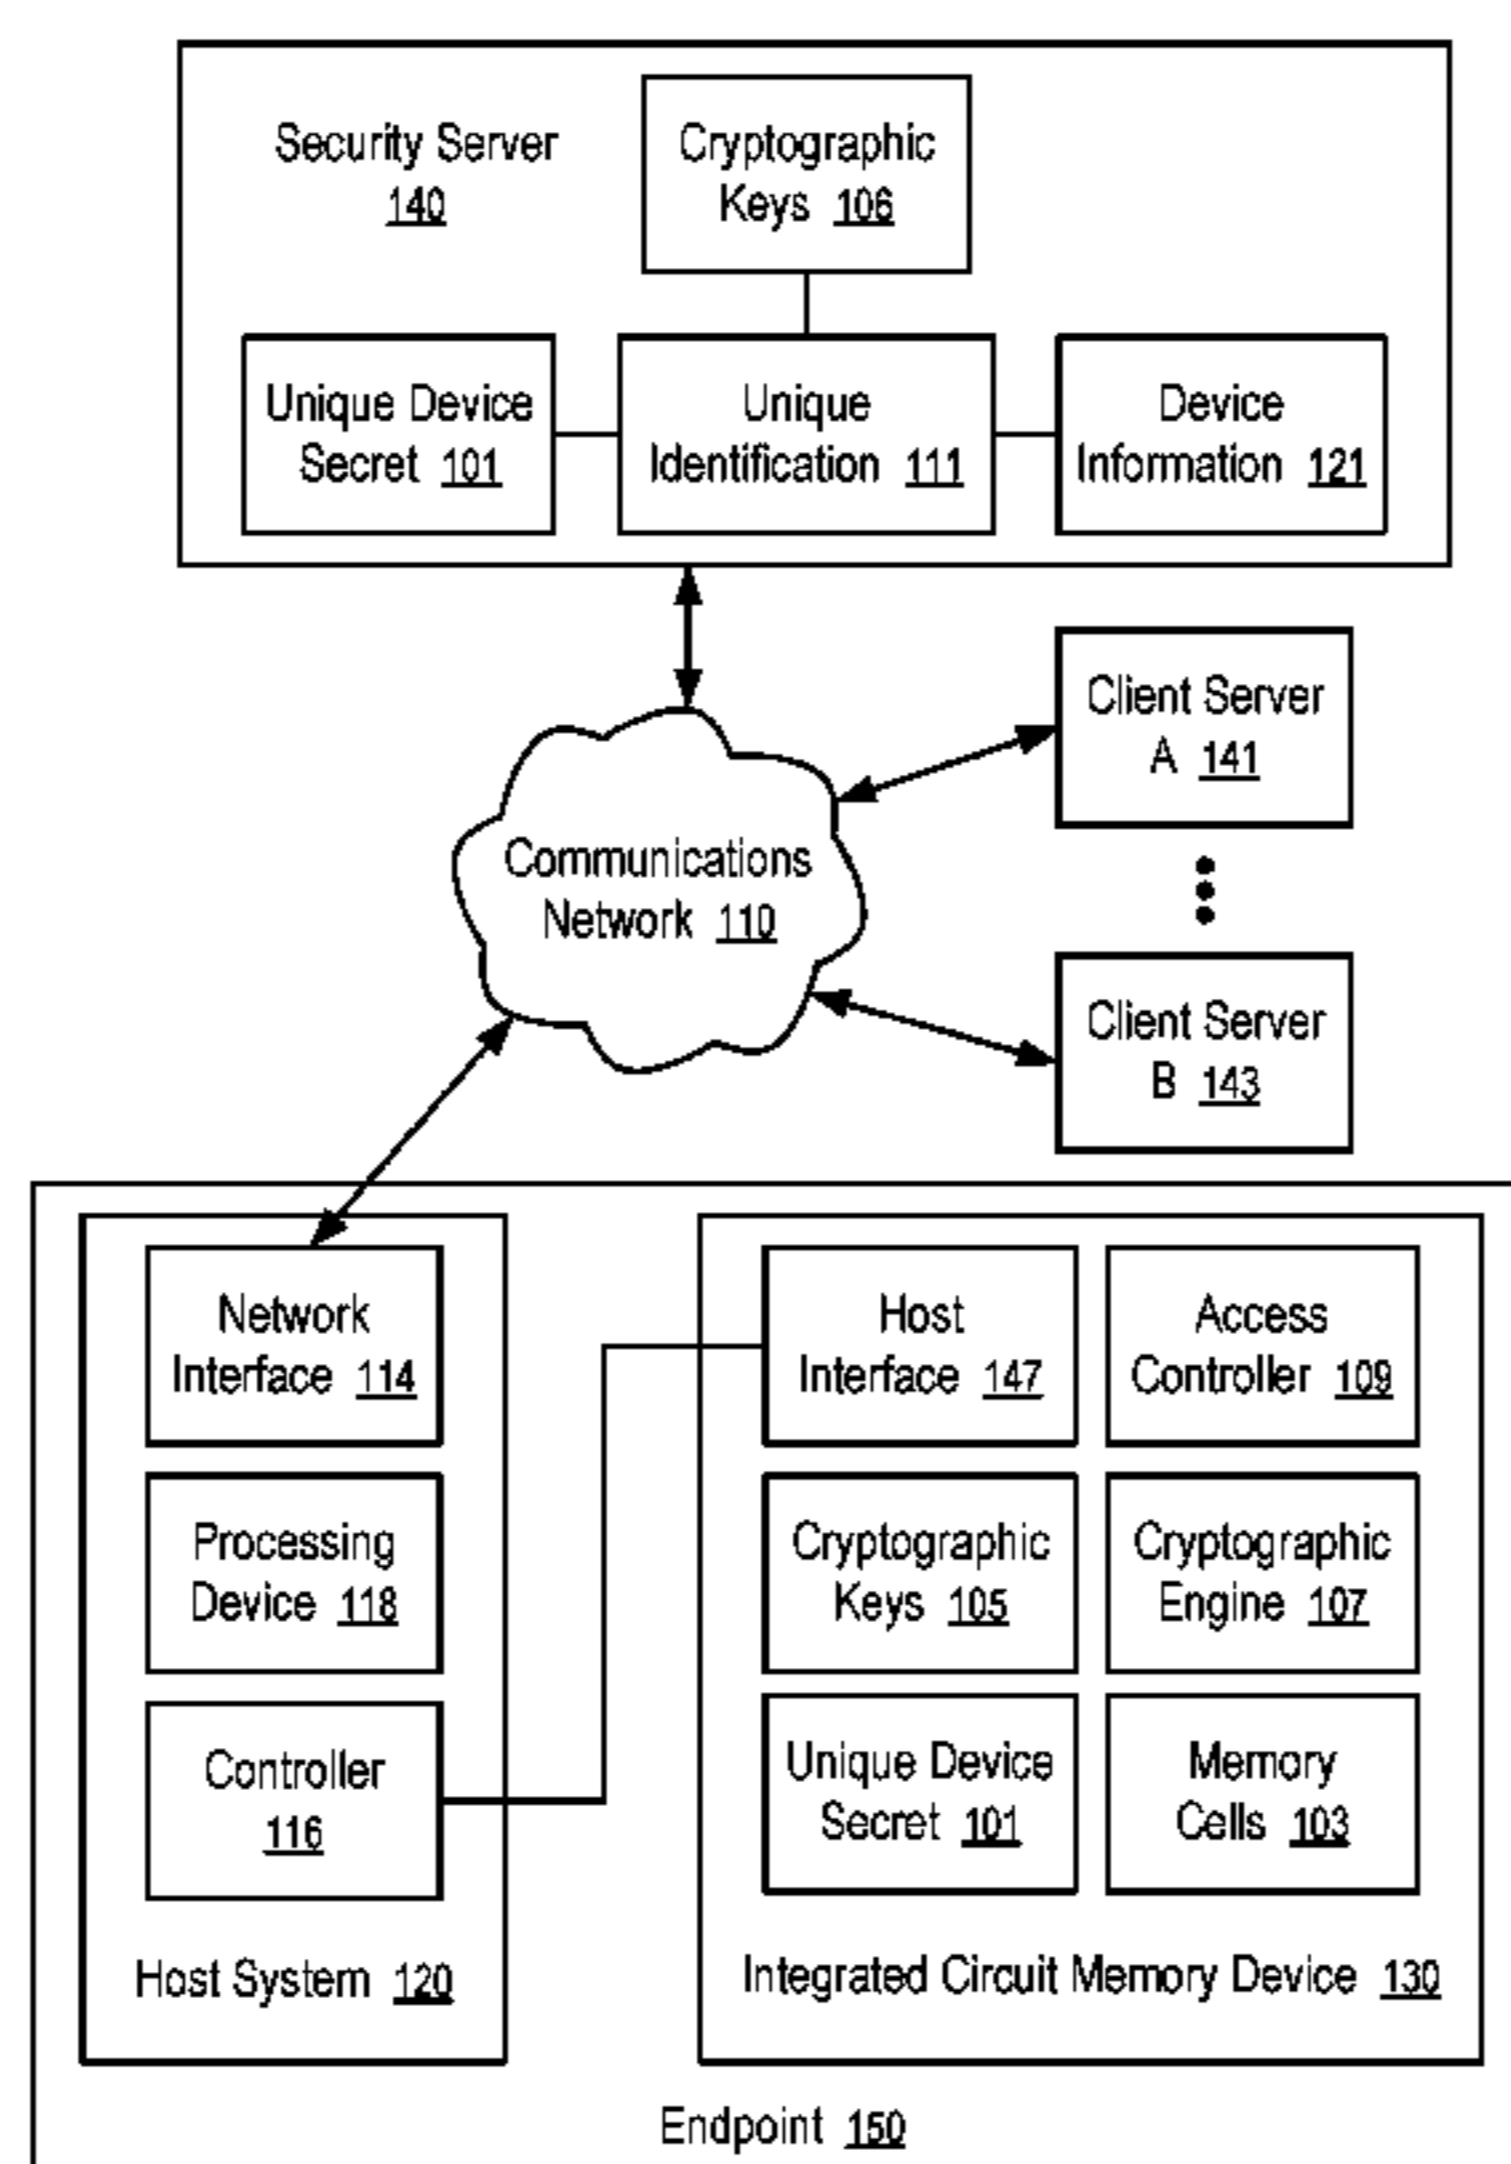 Security Server
140
Cryptographic
Keys 106
Unique Device
Secret 101
Unique
Identification 111
Device
Information 121
Client Server
A 141
Communications
Network 110
Client Server
B 143
Network
Interface 114
Host
Interface 147
Access
Controller 109
Processing
Device 118
Cryptographic
Keys 105
Cryptographic
Engine 107
Controller
116
Unique Device
Secret 101
Memory
Cells 103
Host System 120
Integrated Circuit Memory Device 130
Endpoint 150